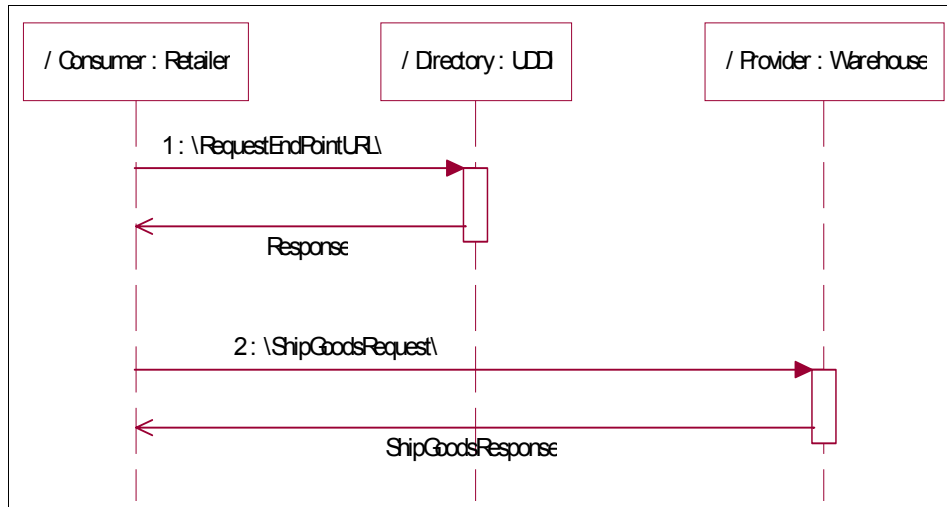 / Consumer : Retailer
/ Directory : UDDI
/ Provider : Warehouse
1 : \RequestEndPointURL\
Response
2 : \ShipGoodsRequest\
ShipGoodsResponse